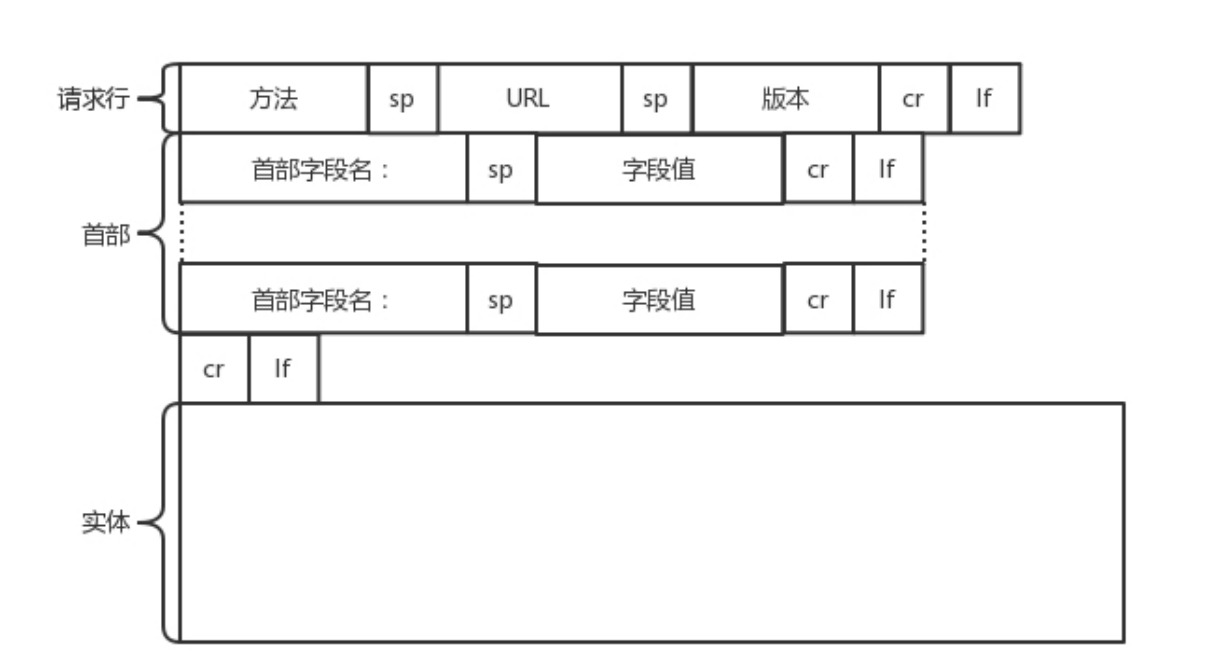 请求行 方法 sp URL sp 版本 cr lf
首部字段名： sp 字段值 cr lf
首部
首部字段名： sp 字段值 cr lf
cr lf
实体